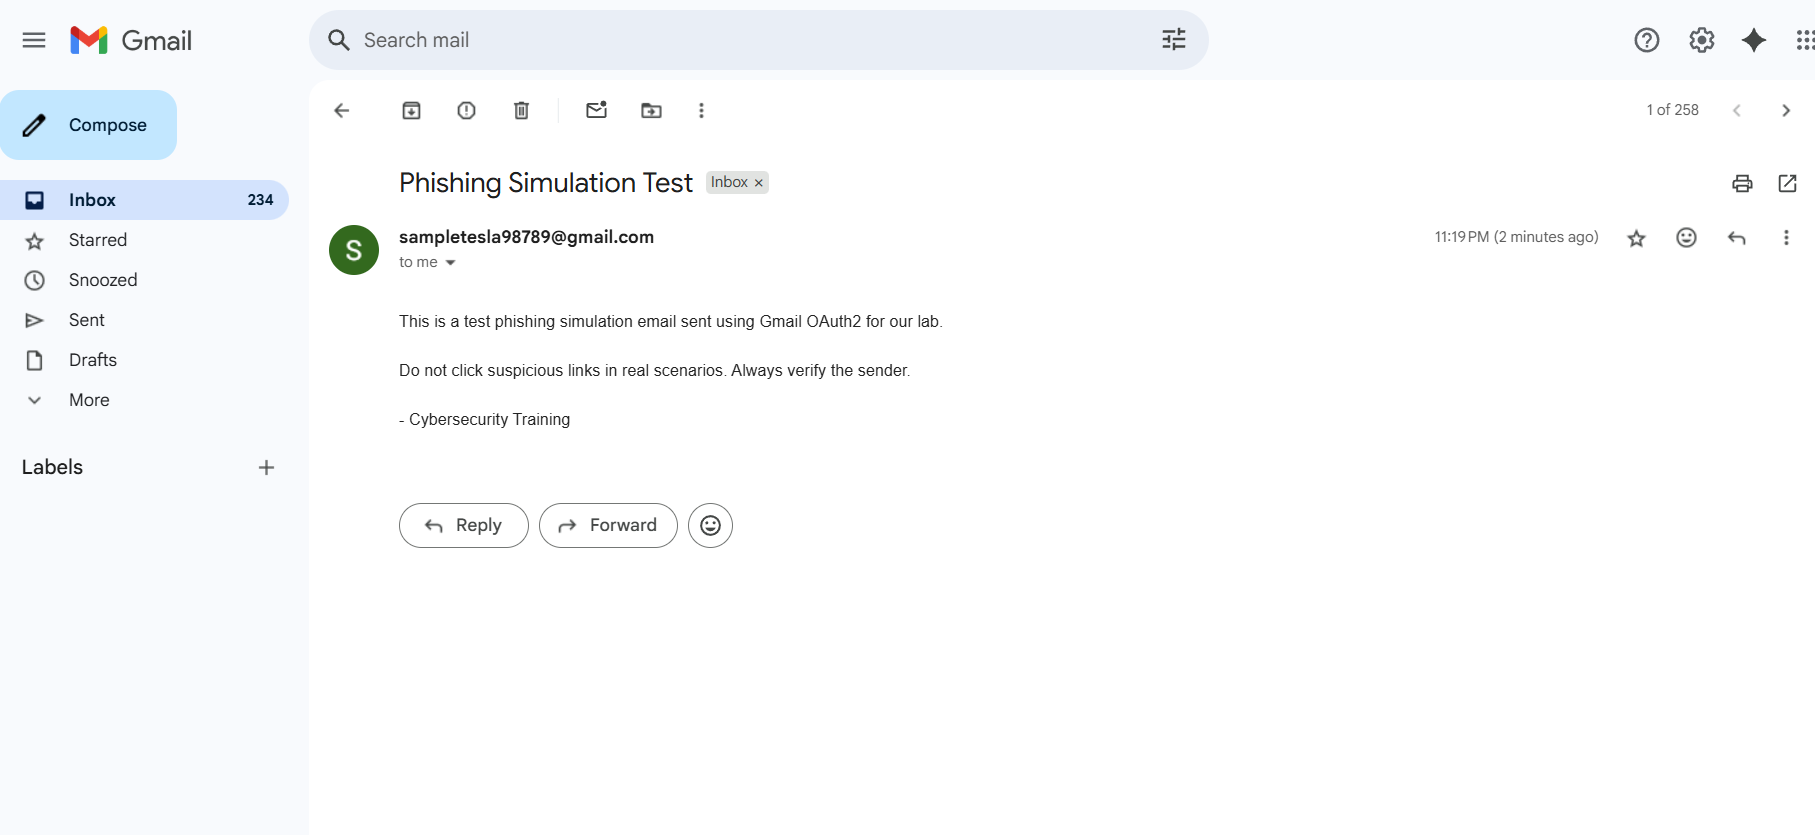 Gmail
Search mail
Compose
1 of 258
Phishing Simulation Test Inbox ×
Inbox 234
S sampletesla98789@gmail.com 11:19 PM (2 minutes ago)
Starred
to me
Snoozed
Sent
This is a test phishing simulation email sent using Gmail OAuth2 for our lab.
Drafts
Do not click suspicious links in real scenarios. Always verify the sender.
More
- Cybersecurity Training
Labels
Reply Forward